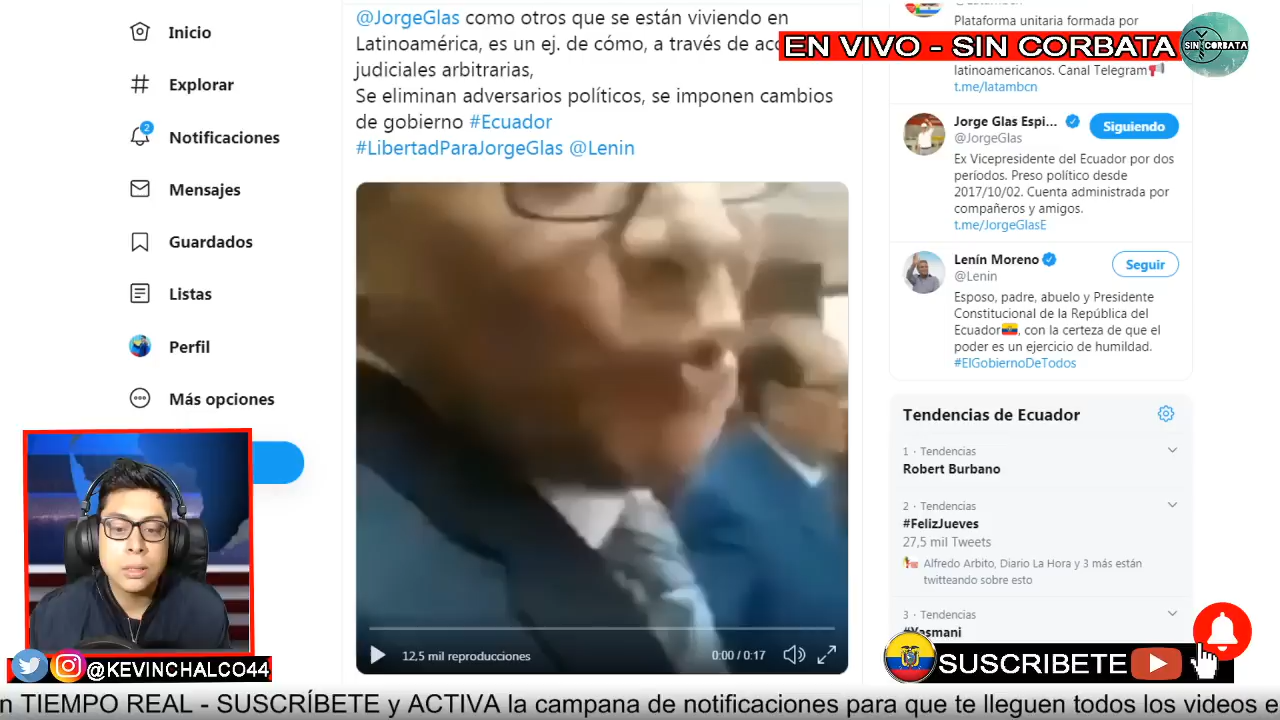 Inicio
Explorar
2
Notificaciones
Mensajes
Guardados
Listas
Perfil
Más opciones
@JorgeGlas como otros que se están viviendo en
Latinoamérica, es un ej. de cómo, a través de
judiciales arbitrarias,
Se eliminan adversarios políticos, se imponen cambios
de gobierno #Ecuador
#LibertadParaJorgeGlas @Lenin
12,5 mil reproducciones
0:00 / 0:17
EN VIVO - SIN CORBATA
SIN CORBATA
Plataforma unitaria formada por
latinoamericanos. Canal Telegram
t.me/latambcn
Jorge Glas Espi...
@JorgeGlas
Siguiendo
Ex Vicepresidente del Ecuador por dos
períodos. Preso político desde
2017/10/02. Cuenta administrada por
compañeros y amigos.
t.me/JorgeGlasE
Lenín Moreno
@Lenin
Seguir
Esposo, padre, abuelo y Presidente
Constitucional de la República del
Ecuador, con la certeza de que el
poder es un ejercicio de humildad.
#ElGobiernoDeTodos
Tendencias de Ecuador
1 · Tendencias
Robert Burbano
2 · Tendencias
#FelizJueves
27,5 mil Tweets
Alfredo Arbito, Diario La Hora y 3 más están
twitteando sobre esto
3 · Tendencias
#Yasmani
@KEVINCHALCO44
SUSCRIBETE
n TIEMPO REAL - SUSCRÍBETE y ACTIVA la campana de notificaciones para que te lleguen todos los videos e